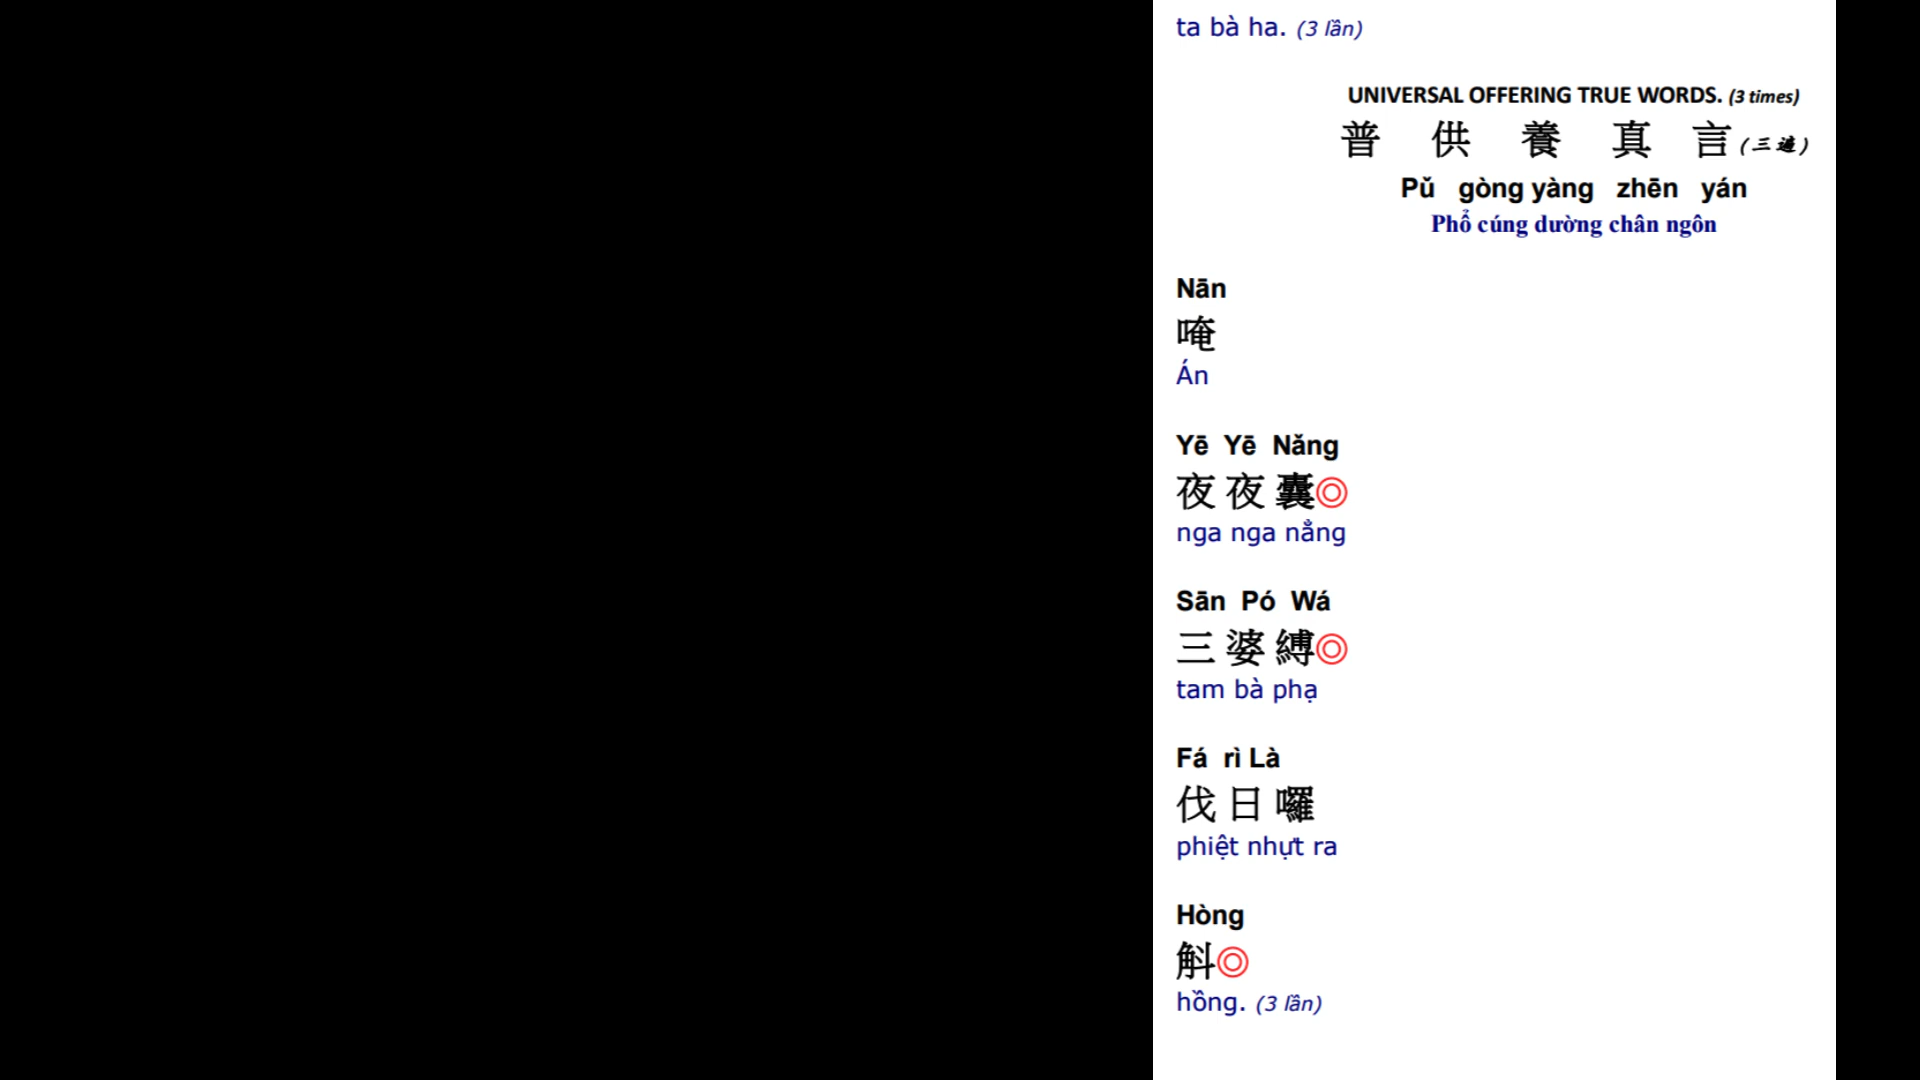 ta bà ha. (3 lần)
UNIVERSAL OFFERING TRUE WORDS. (3 times)
普 供 養 真 言 (三遍)
Pǔ gòng yàng zhēn yán
Phổ cúng dường chân ngôn
Nān
唵
Án
Yē Yē Nǎng
夜 夜 囊◎
nga nga nẳng
Sān Pó Wá
三 婆 縛◎
tam bà phạ
Fá rì Là
伐 日 囉
phiệt nhựt ra
Hòng
斛◎
hồng. (3 lần)